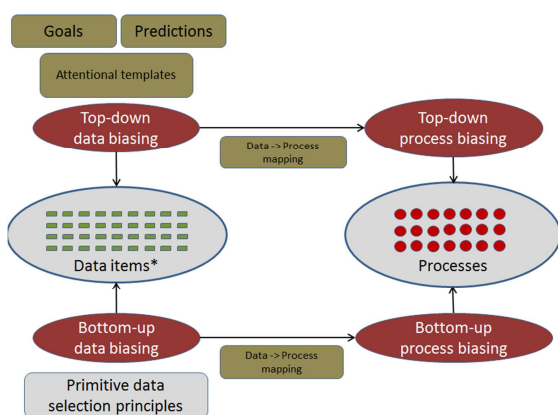 Goals
Predictions
Attentional templates
Top-down
data biasing
Top-down
process biasing
Data -> Process
mapping
Data items*
Processes
Bottom-up
data biasing
Bottom-up
process biasing
Data -> Process
mapping
Primitive data
selection principles